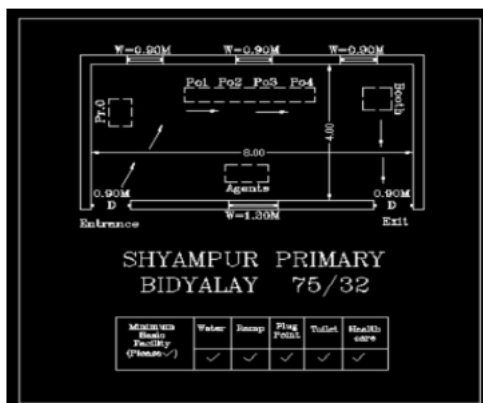 W=0.90M W=0.90M W=0.90M
Po1 Po2 Po3 Po4
Pr.O
Booth
4.00
8.00
Agents
0.90M 0.90M
D D
W=1.20M
Entrance Exit
SHYAMPUR PRIMARY
BIDYALAY 75/32
Minimum Basic Facility (Please✓) Water Ramp Plug Point Toilet Health care
✓ ✓ ✓ ✓ ✓